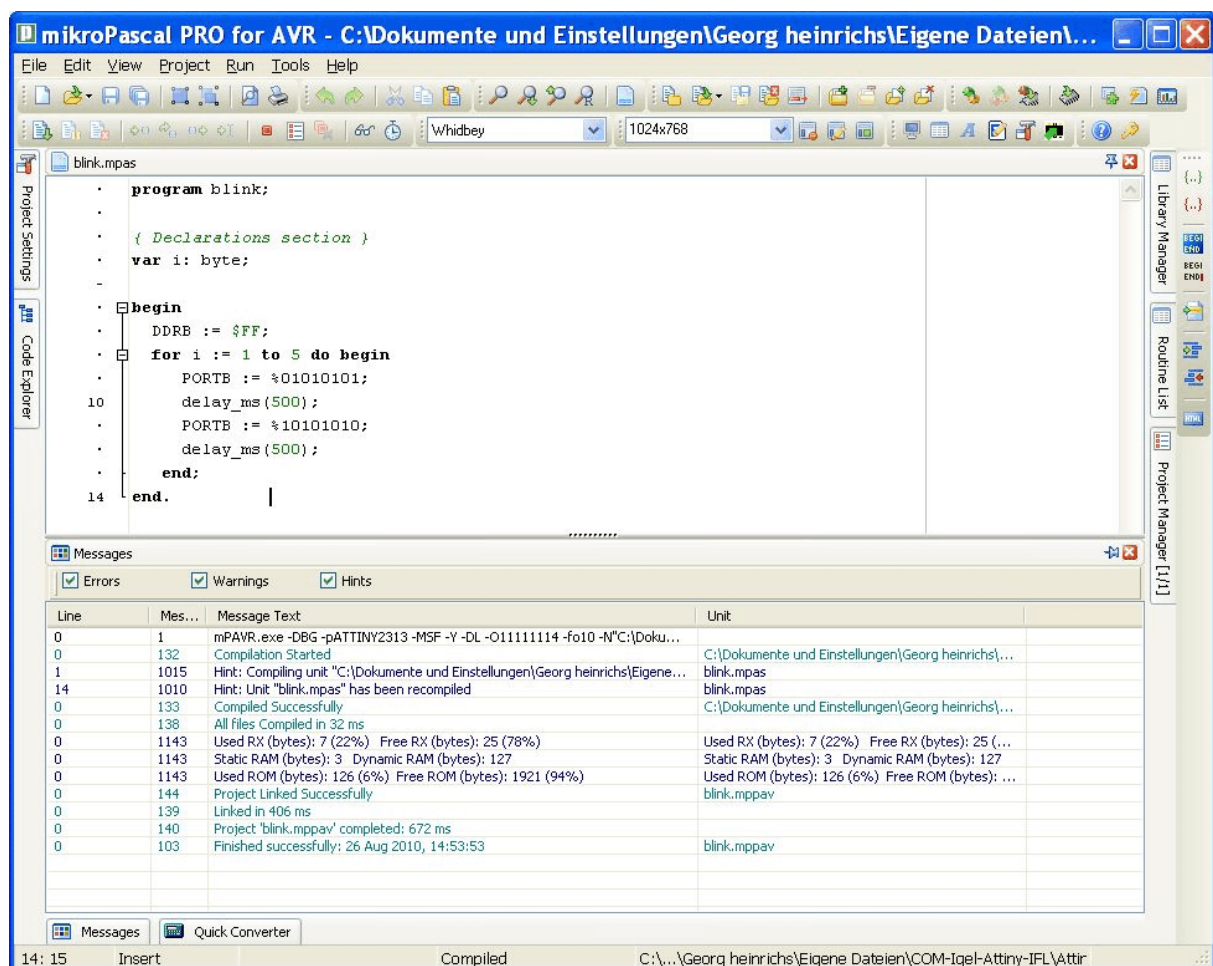 mikroPascal PRO for AVR - C:\Dokumente und Einstellungen\Georg heinrichs\Eigene Dateien\...
File Edit View Project Run Tools Help
Whidbey 1024x768
blink.mpas
program blink;
{ Declarations section }
var i: byte;
begin
DDRB := $FF;
for i := 1 to 5 do begin
PORTB := %01010101;
10 delay_ms(500);
PORTB := %10101010;
delay_ms(500);
end;
14 end.
Project Settings
Code Explorer
Library Manager
Routine List
Project Manager [1/1]
{..}
{..}
BEGI
END
BEGI
END
HTML
Messages
Errors Warnings Hints
Line Mes... Message Text Unit
0 1 mPAVR.exe -DBG -pATTINY2313 -MSF -Y -DL -O11111114 -fo10 -N"C:\Doku...
0 132 Compilation Started C:\Dokumente und Einstellungen\Georg heinrichs\...
1 1015 Hint: Compiling unit "C:\Dokumente und Einstellungen\Georg heinrichs\Eigene... blink.mpas
14 1010 Hint: Unit "blink.mpas" has been recompiled blink.mpas
0 133 Compiled Successfully C:\Dokumente und Einstellungen\Georg heinrichs\...
0 138 All files Compiled in 32 ms
0 1143 Used RX (bytes): 7 (22%) Free RX (bytes): 25 (78%) Used RX (bytes): 7 (22%) Free RX (bytes): 25 (...
0 1143 Static RAM (bytes): 3 Dynamic RAM (bytes): 127 Static RAM (bytes): 3 Dynamic RAM (bytes): 127
0 1143 Used ROM (bytes): 126 (6%) Free ROM (bytes): 1921 (94%) Used ROM (bytes): 126 (6%) Free ROM (bytes): ...
0 144 Project Linked Successfully blink.mppav
0 139 Linked in 406 ms
0 140 Project 'blink.mppav' completed: 672 ms
0 103 Finished successfully: 26 Aug 2010, 14:53:53 blink.mppav
Messages Quick Converter
14: 15 Insert Compiled C:\...\Georg heinrichs\Eigene Dateien\COM-Igel-Attiny-IFL\Attir